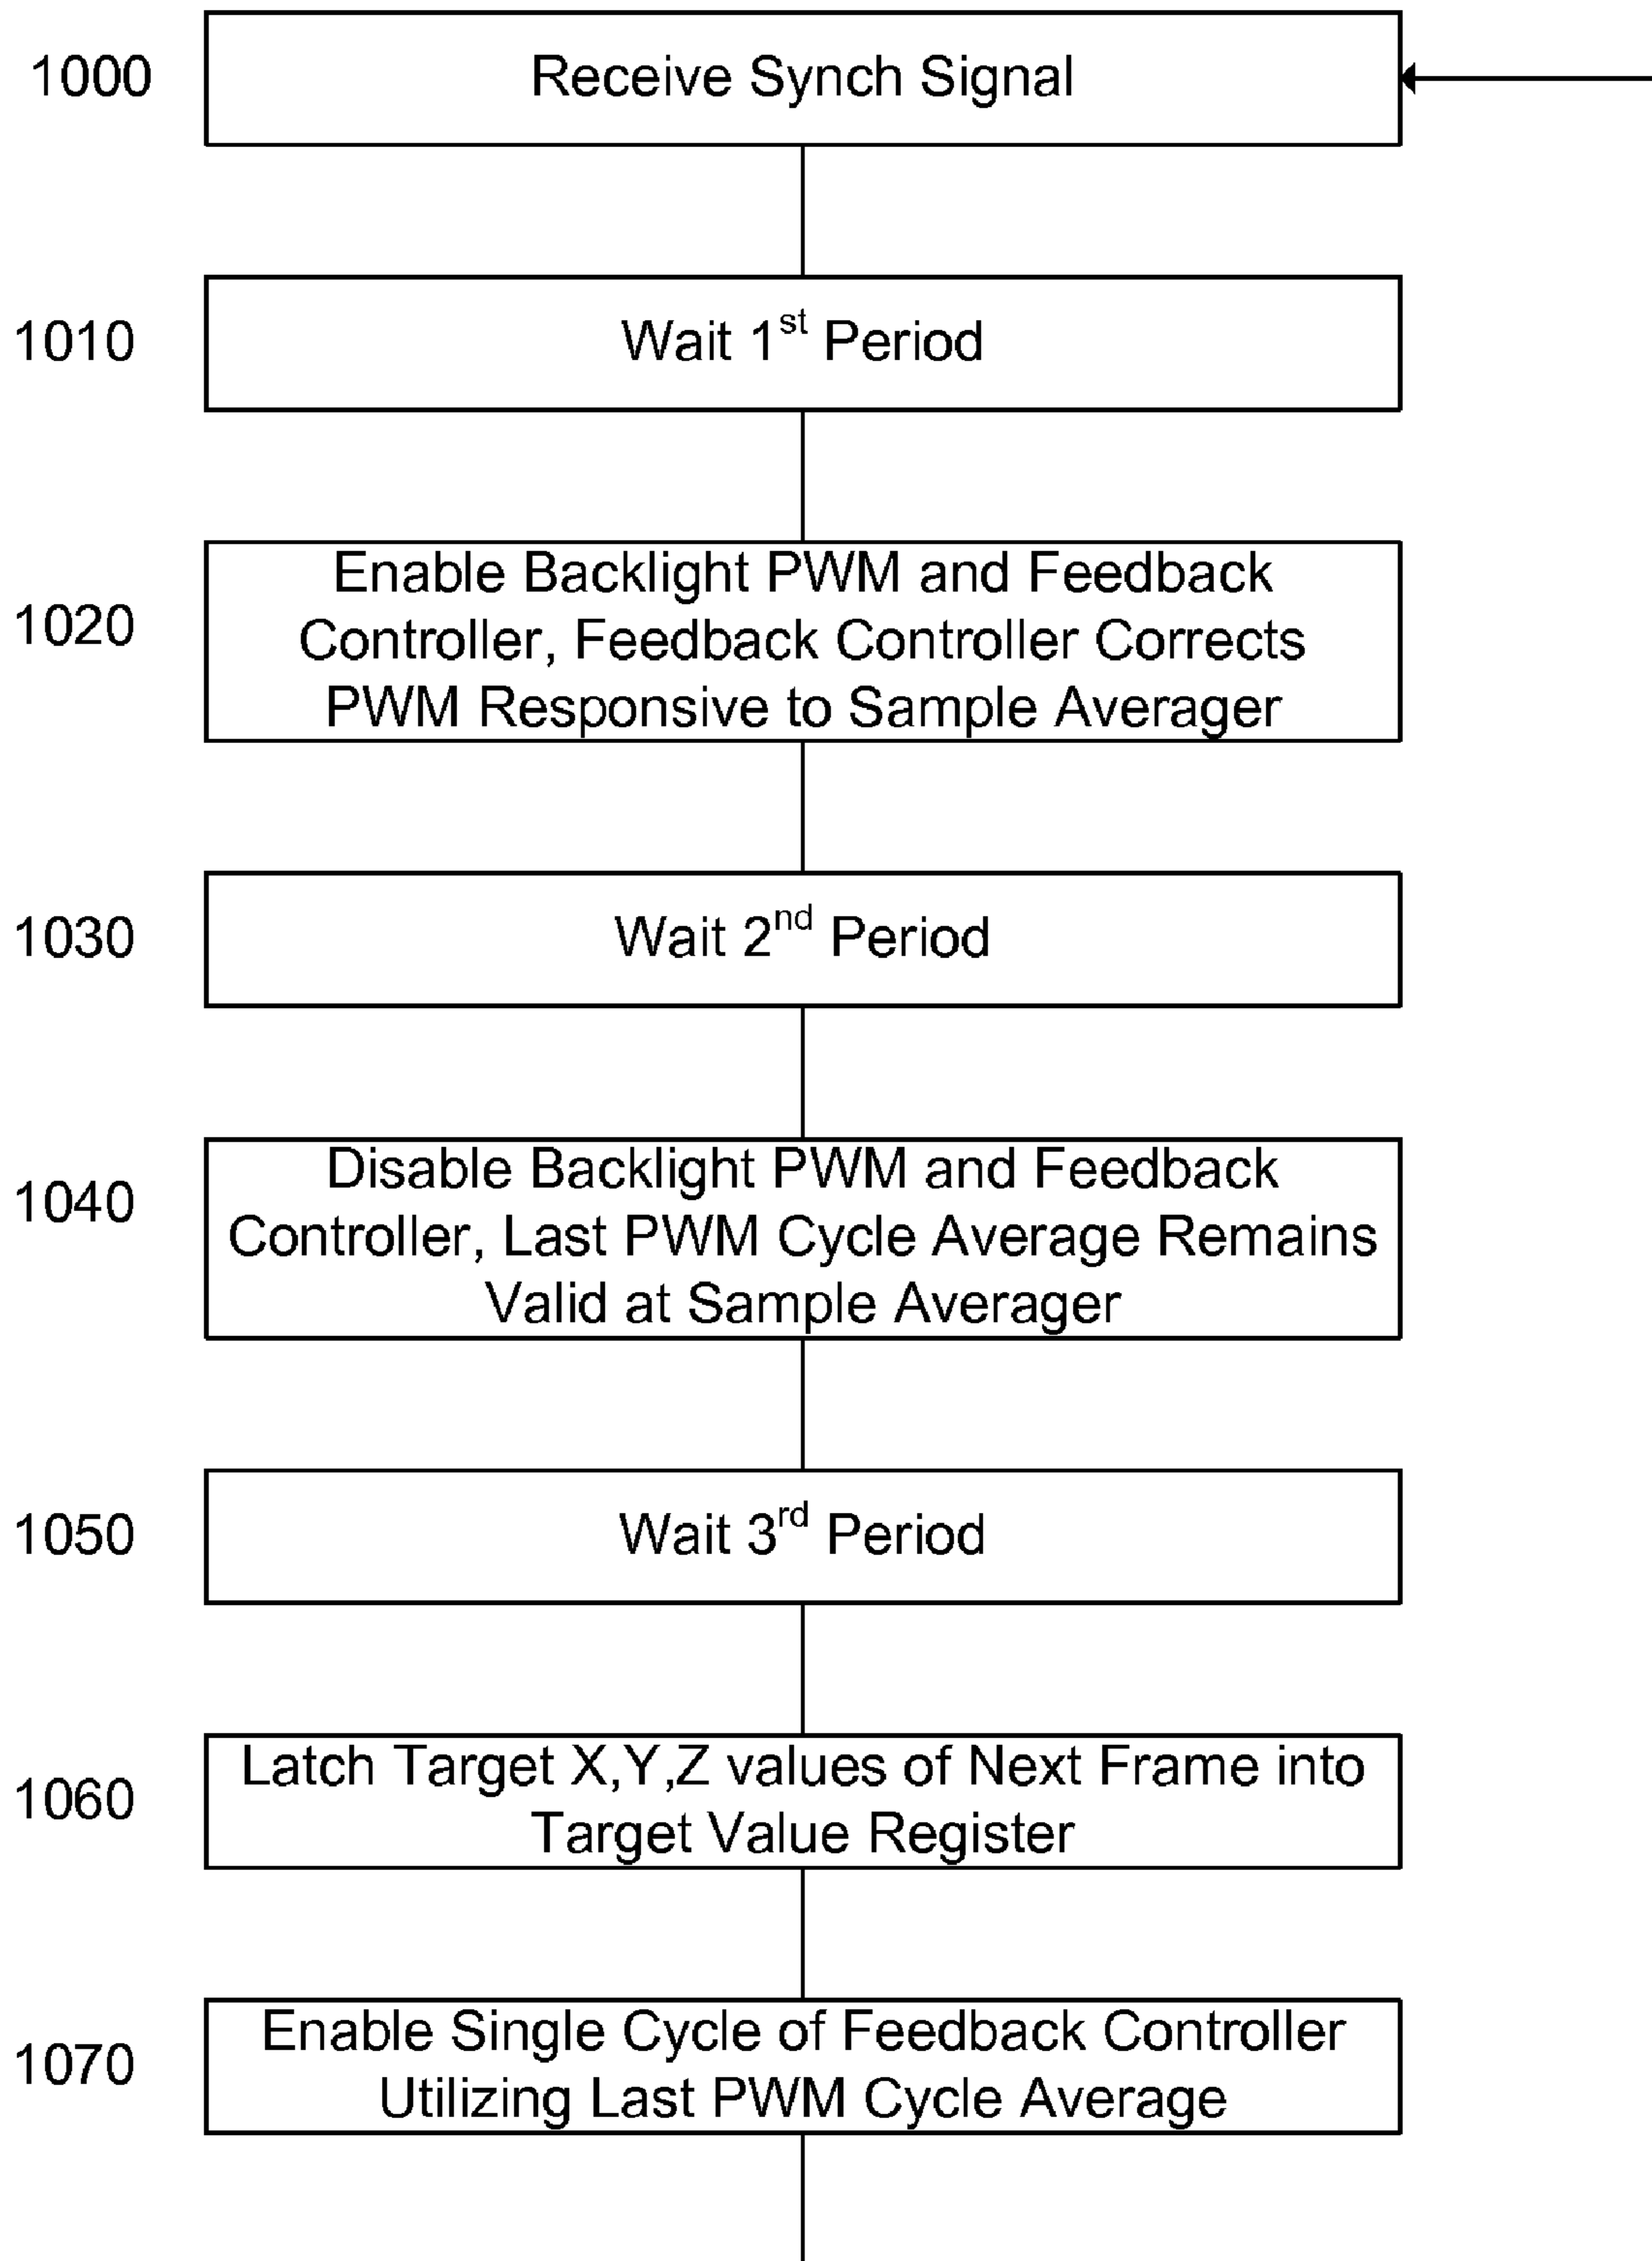 1000
Receive Synch Signal
1010
Wait 1st Period
1020
Enable Backlight PWM and Feedback
Controller, Feedback Controller Corrects
PWM Responsive to Sample Averager
1030
Wait 2nd Period
1040
Disable Backlight PWM and Feedback
Controller, Last PWM Cycle Average Remains
Valid at Sample Averager
1050
Wait 3rd Period
1060
Latch Target X,Y,Z values of Next Frame into
Target Value Register
1070
Enable Single Cycle of Feedback Controller
Utilizing Last PWM Cycle Average